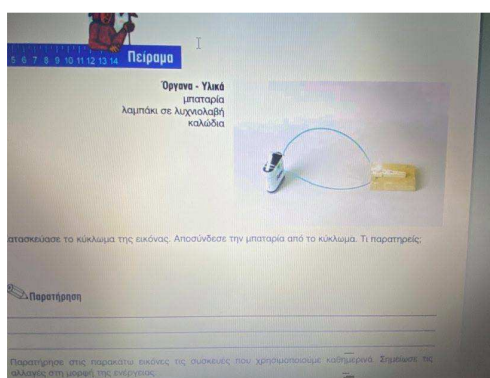 5 6 7 8 9 10 11 12 13 14 Πείραμα
Όργανα - Υλικά
μπαταρία
λαμπάκι σε λυχνιολαβή
καλώδια
ατασκεύασε το κύκλωμα της εικόνας. Αποσύνδεσε την μπαταρία από το κύκλωμα. Τι παρατηρείς;
Παρατήρηση
Παρατήρησε στις παρακάτω εικόνες τις συσκευές που χρησιμοποιούμε καθημερινά. Σημείωσε τις
αλλαγές στη μορφή της ενέργειας.